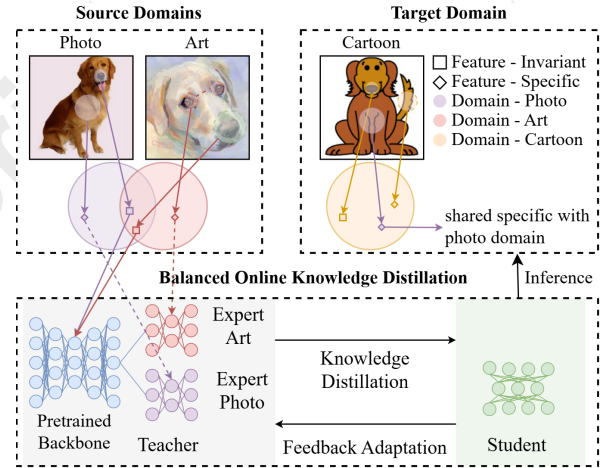 Source Domains
Target Domain
Photo
Art
Cartoon
Feature - Invariant
Feature - Specific
Domain - Photo
Domain - Art
Domain - Cartoon
shared specific with
photo domain
Balanced Online Knowledge Distillation
Inference
Expert
Art
Expert
Photo
Knowledge
Distillation
Pretrained
Backbone
Teacher
Feedback Adaptation
Student